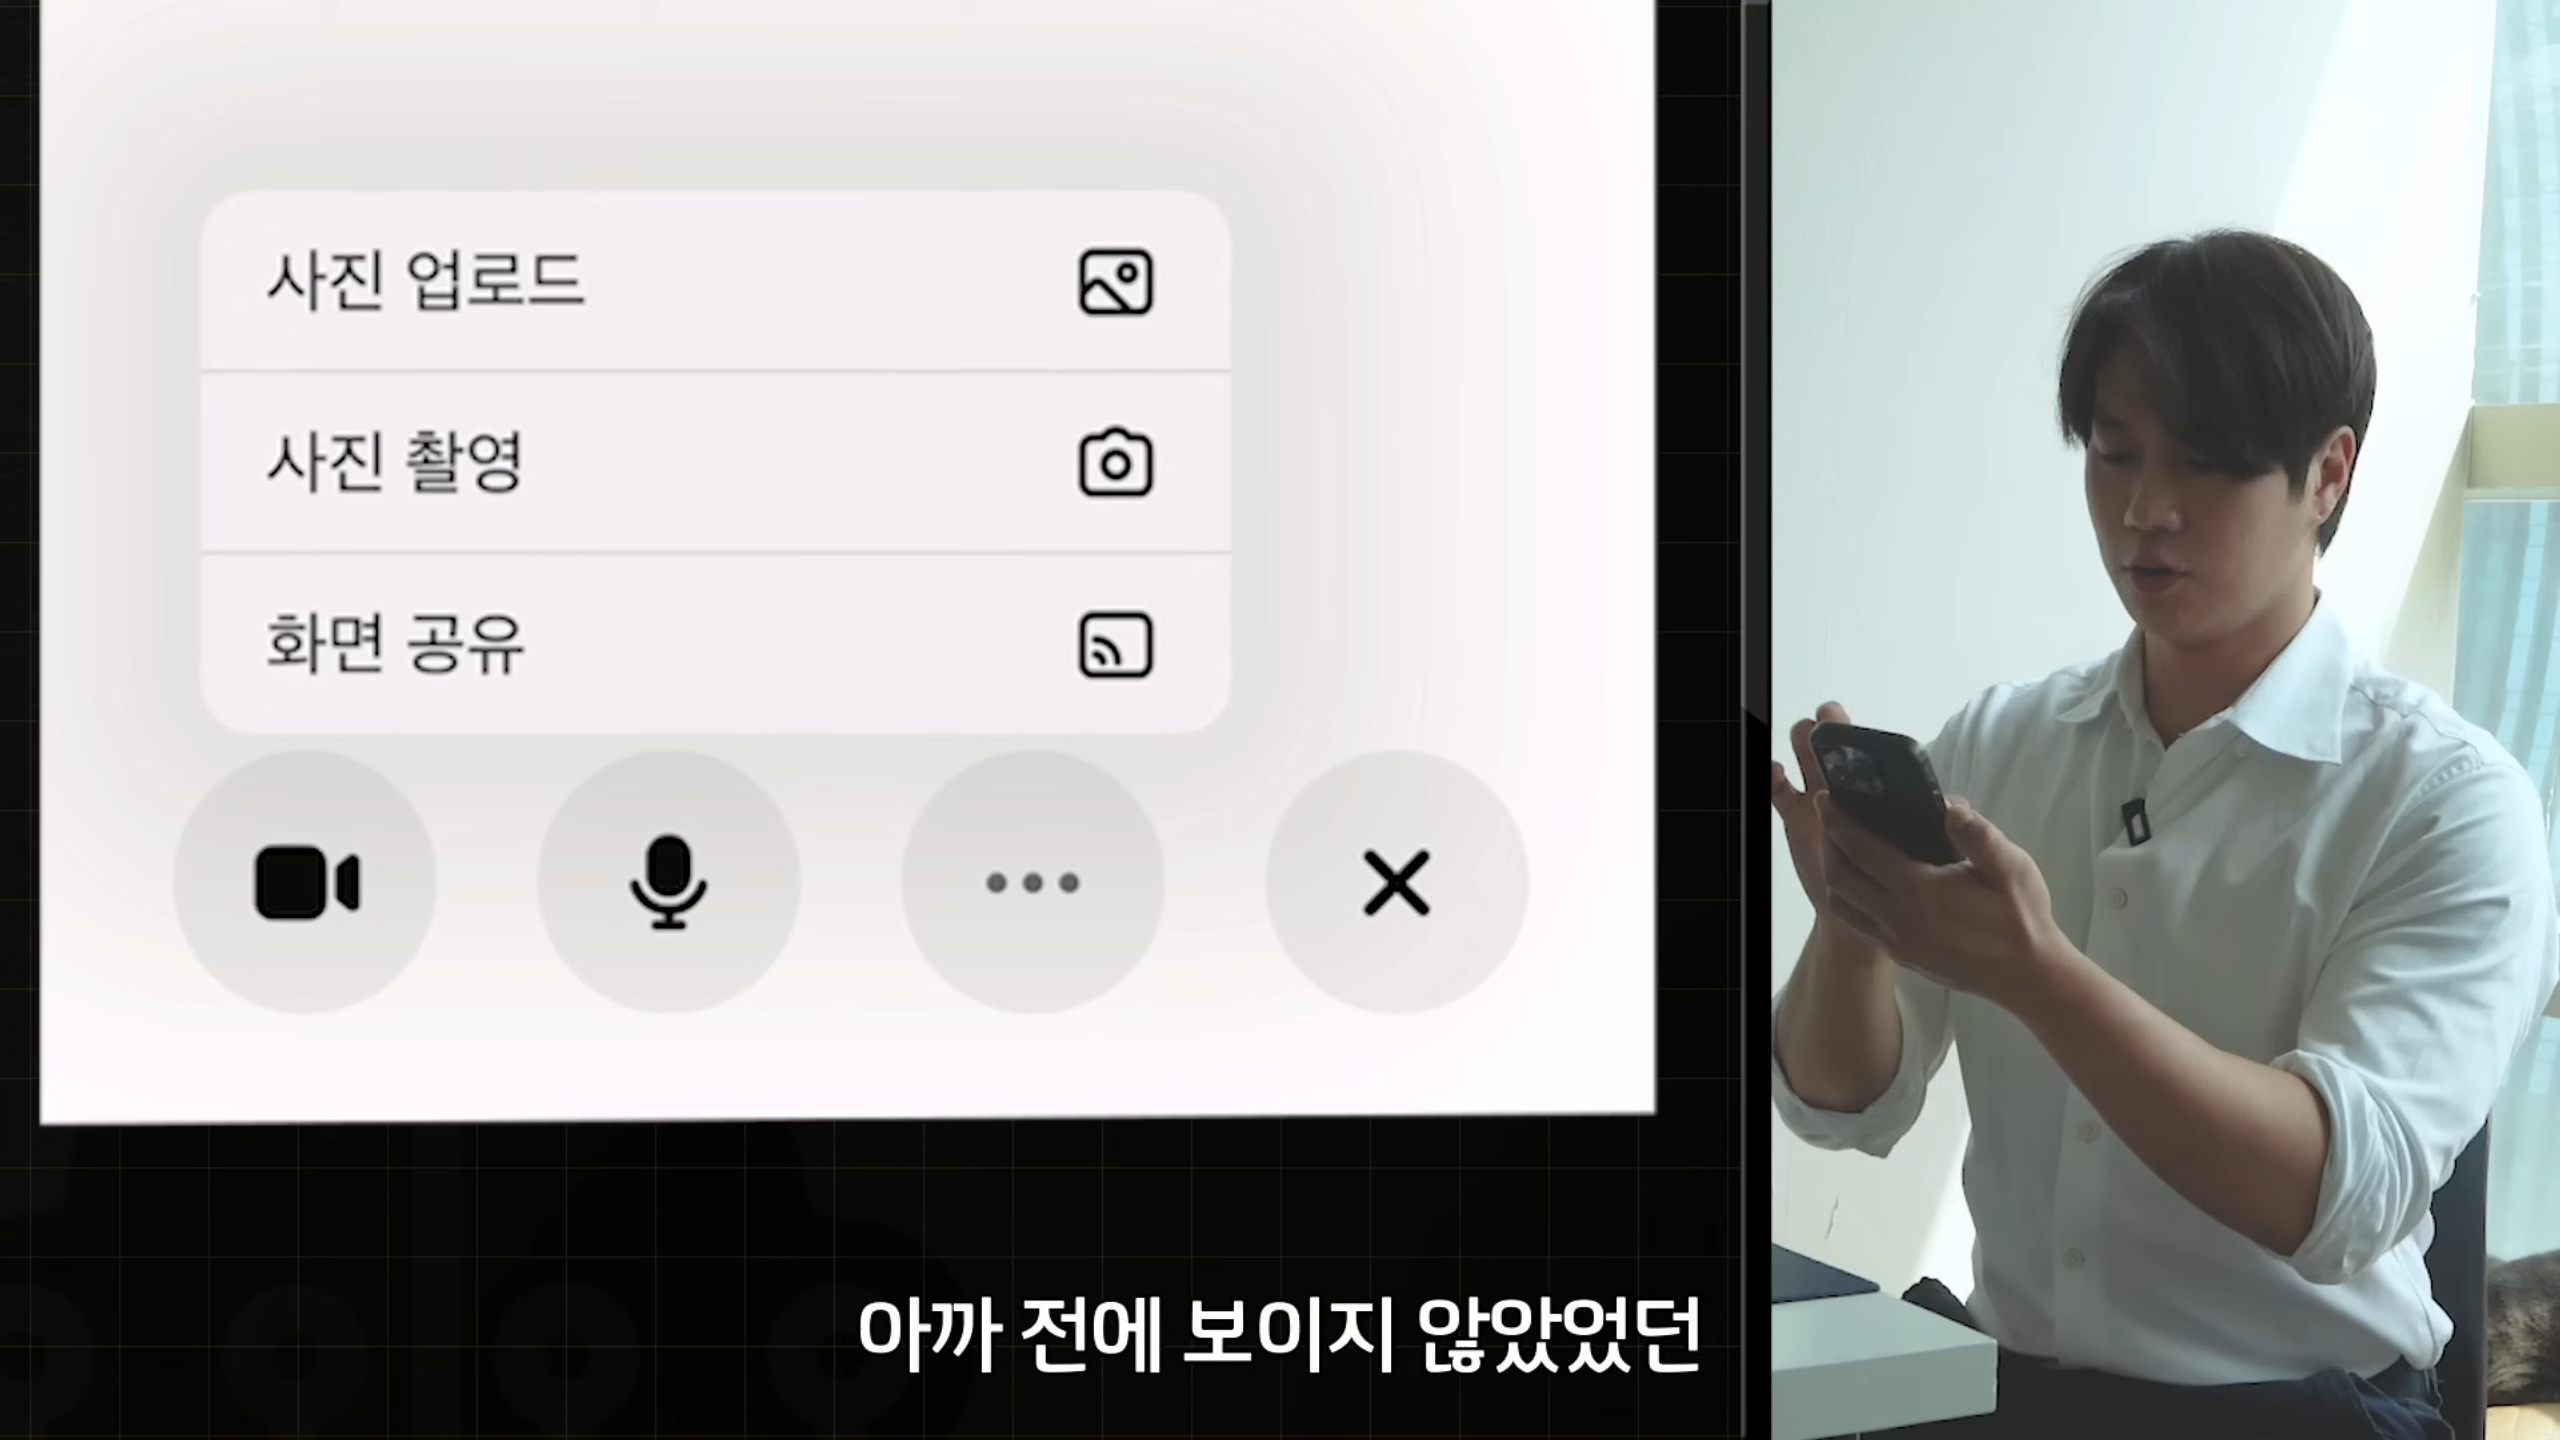 사진 업로드
사진 촬영
화면 공유
아까 전에 보이지 않았었던